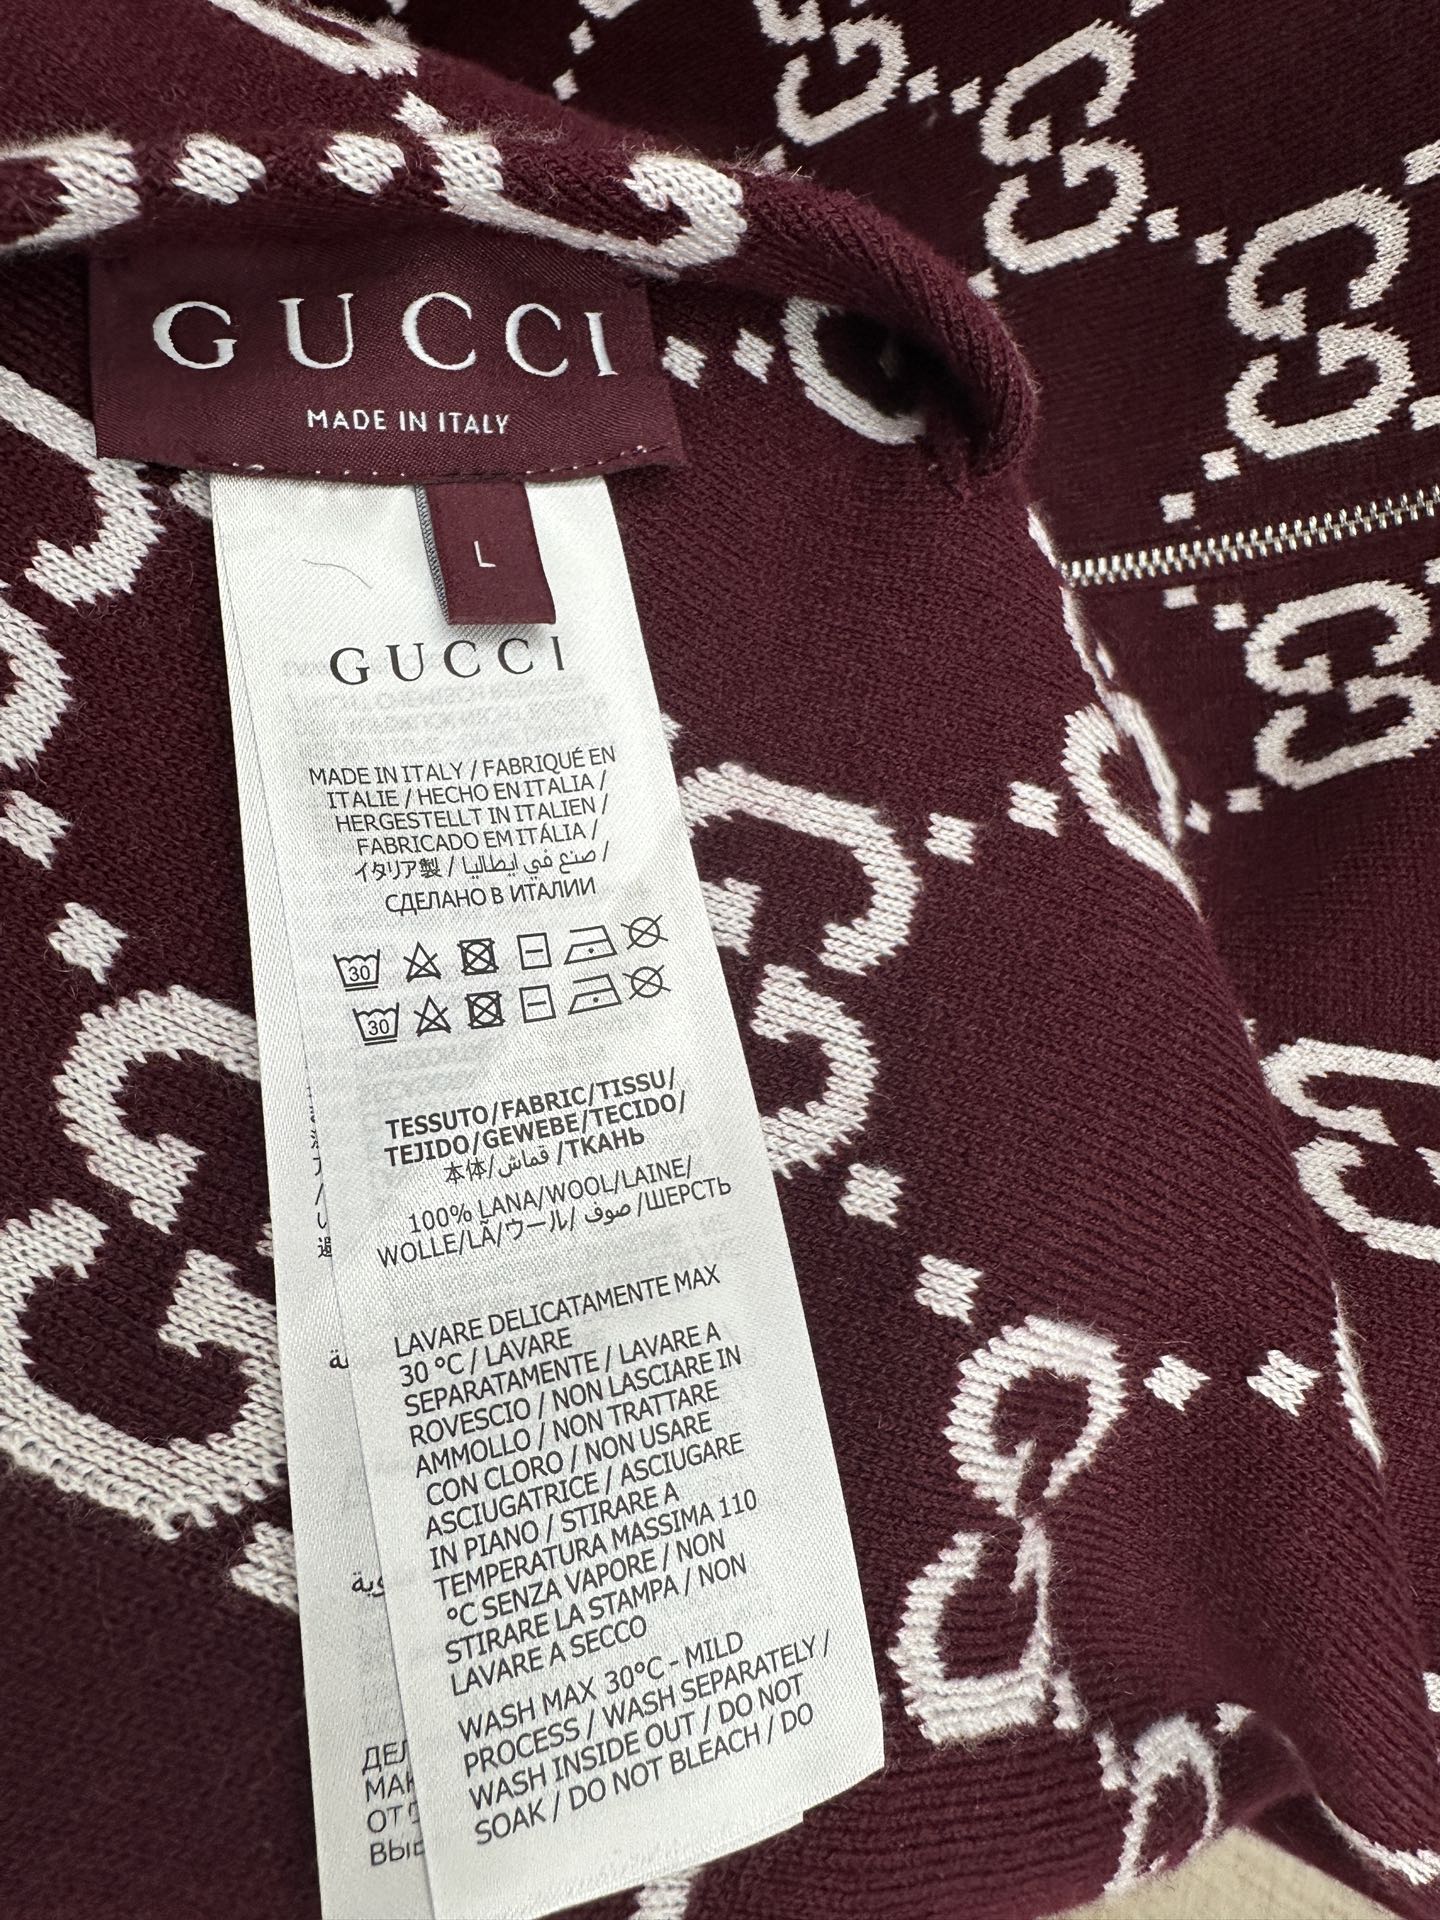 GUCCI
MADE IN ITALY
L
GUCCI
MADE IN ITALY / FABRIQUÉ EN
ITALIE / HECHO EN ITALIA /
HERGESTELLT IN ITALIEN /
FABRICADO EM ITÁLIA /
イタリア製 / صنع في ايطاليا /
СДЕЛАНО В ИТАЛИИ
30
30
TESSUTO/FABRIC/TISSU/
TEJIDO/GEWEBE/TECIDO/
本体/قماش/ТКАНЬ
100% LANA/WOOL/LAINE/
WOLLE/LÃ/ウール/صوف/ШЕРСТЬ
LAVARE DELICATAMENTE MAX
30 °C / LAVARE
SEPARATAMENTE / LAVARE A
ROVESCIO / NON LASCIARE IN
AMMOLLO / NON TRATTARE
CON CLORO / NON USARE
ASCIUGATRICE / ASCIUGARE
IN PIANO / STIRARE A
TEMPERATURA MASSIMA 110
°C SENZA VAPORE / NON
STIRARE LA STAMPA / NON
LAVARE A SECCO
WASH MAX 30°C - MILD
PROCESS / WASH SEPARATELY /
WASH INSIDE OUT / DO NOT
SOAK / DO NOT BLEACH / DO